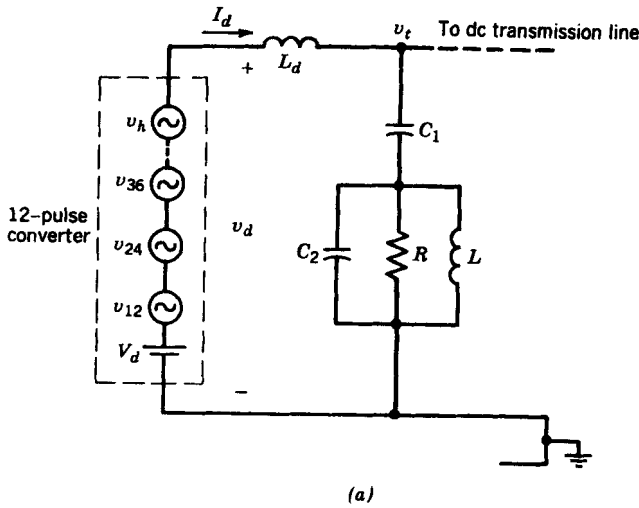 I_d
v_t
To dc transmission line
+
L_d
v_h
C_1
v_36
12-pulse
converter
v_d
C_2
R
L
v_24
v_12
V_d
−
(a)